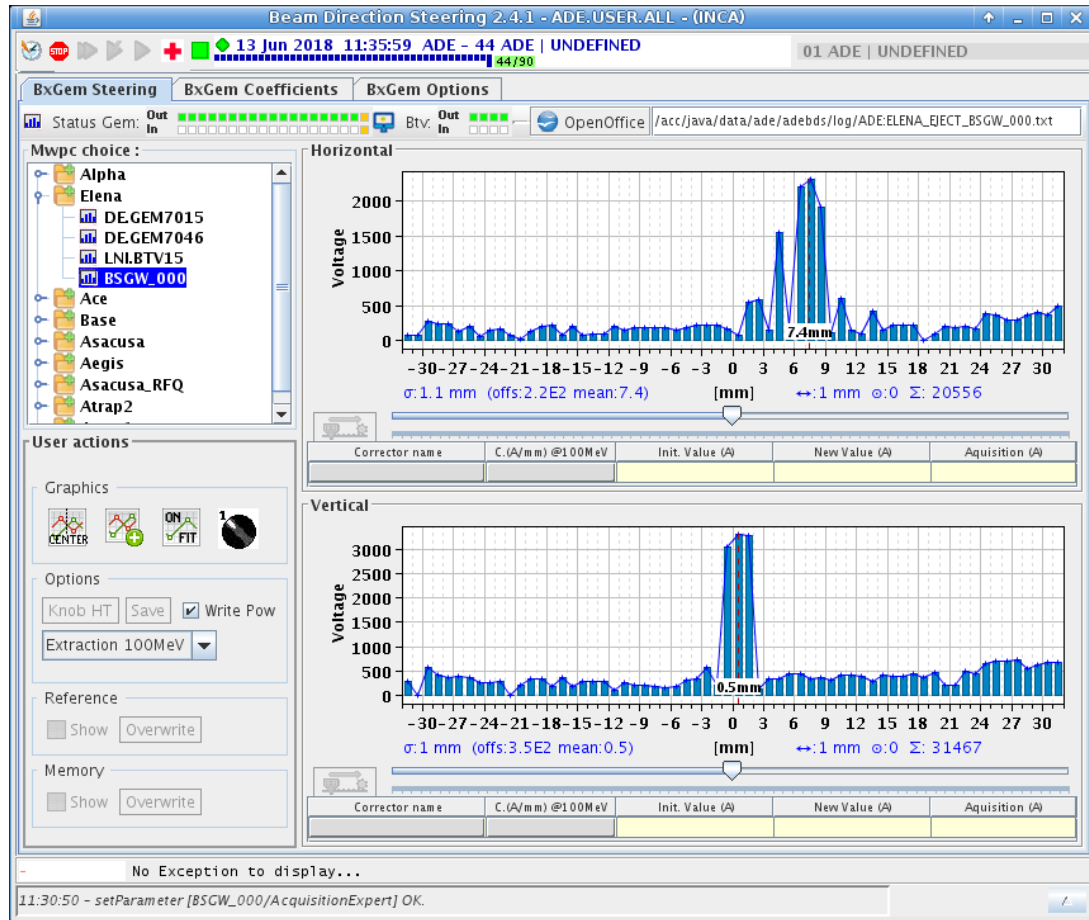 Beam Direction Steering 2.4.1 - ADE.USER.ALL - (INCA)
STOP
13 Jun 2018 11:35:59 ADE - 44 ADE | UNDEFINED
44/90
01 ADE | UNDEFINED
BxGem Steering BxGem Coefficients BxGem Options
Status Gem: Out In Btv: Out In OpenOffice /acc/java/data/ade/adebds/log/ADE:ELENA_EJECT_BSGW_000.txt
Mwpc choice :
Alpha
Elena
DE.GEM7015
DE.GEM7046
LNI.BTV15
BSGW_000
Ace
Base
Asacusa
Aegis
Asacusa_RFQ
Atrap2
Horizontal
Voltage
2000
1500
1000
500
0
7.4mm
-30 -27 -24 -21 -18 -15 -12 -9 -6 -3 0 3 6 9 12 15 18 21 24 27 30
σ:1.1 mm (offs:2.2E2 mean:7.4) [mm] ↔:1 mm ⊙:0 Σ: 20556
Corrector name C.(A/mm) @100MeV Init. Value (A) New Value (A) Aquisition (A)
User actions
Graphics
CENTER
ON FIT
1
Options
Knob HT Save Write Pow
Extraction 100MeV
Reference
Show Overwrite
Memory
Show Overwrite
Vertical
Voltage
3000
2500
2000
1500
1000
500
0
0.5mm
-30 -27 -24 -21 -18 -15 -12 -9 -6 -3 0 3 6 9 12 15 18 21 24 27 30
σ:1 mm (offs:3.5E2 mean:0.5) [mm] ↔:1 mm ⊙:0 Σ: 31467
Corrector name C.(A/mm) @100MeV Init. Value (A) New Value (A) Aquisition (A)
- No Exception to display...
11:30:50 - setParameter [BSGW_000/AcquisitionExpert] OK.